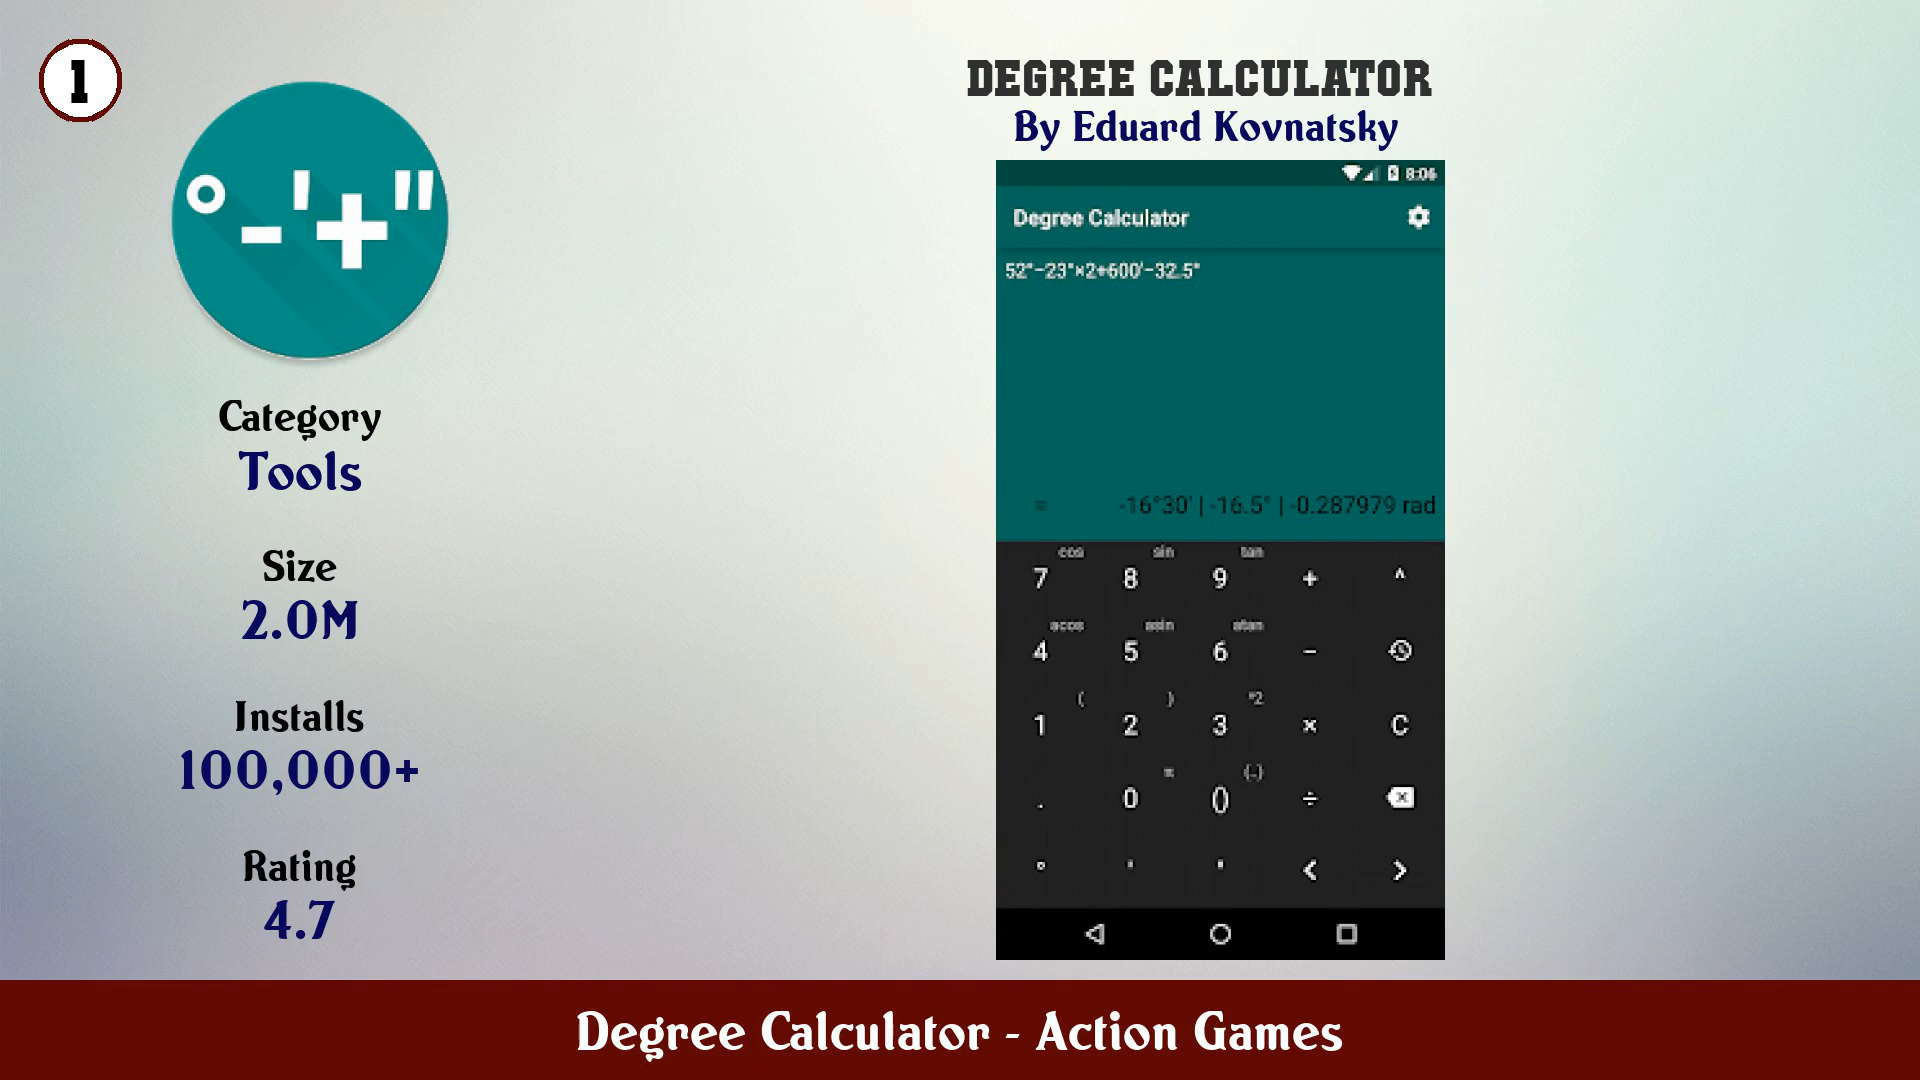 1
° - ' + "
DEGREE CALCULATOR
By Eduard Kovnatsky
Category
Tools
Size
2.0M
Installs
100,000+
Rating
4.7
8:06
Degree Calculator
52°−23°×2+600'−32.5°
= -16°30' | -16.5° | -0.287979 rad
cos sin tan
7 8 9 + ^
acos asin atan
4 5 6 −
( ) ^2
1 2 3 × C
. 0 () ÷
° ' " < >
Degree Calculator - Action Games